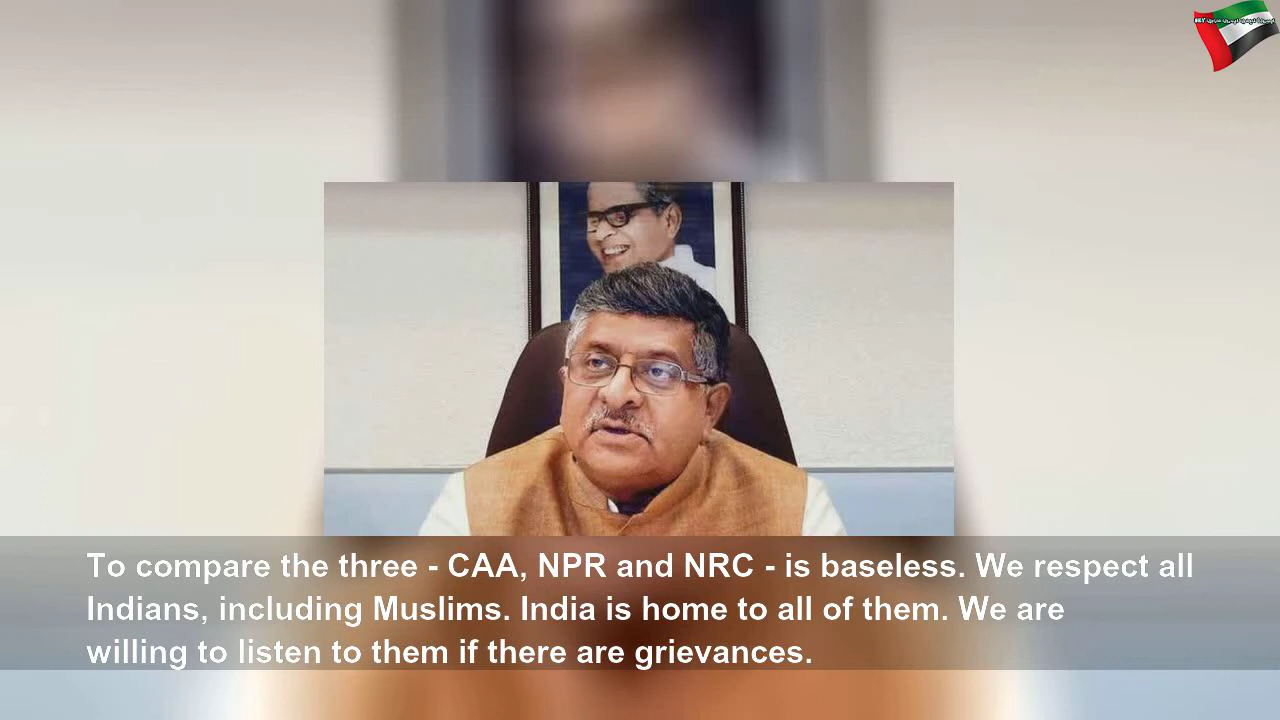 To compare the three - CAA, NPR and NRC - is baseless. We respect all
Indians, including Muslims. India is home to all of them. We are
willing to listen to them if there are grievances.